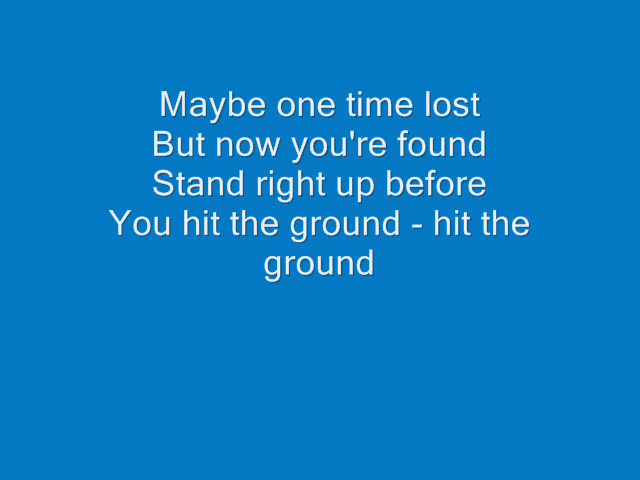 Maybe one time lost
But now you're found
Stand right up before
You hit the ground - hit the
ground